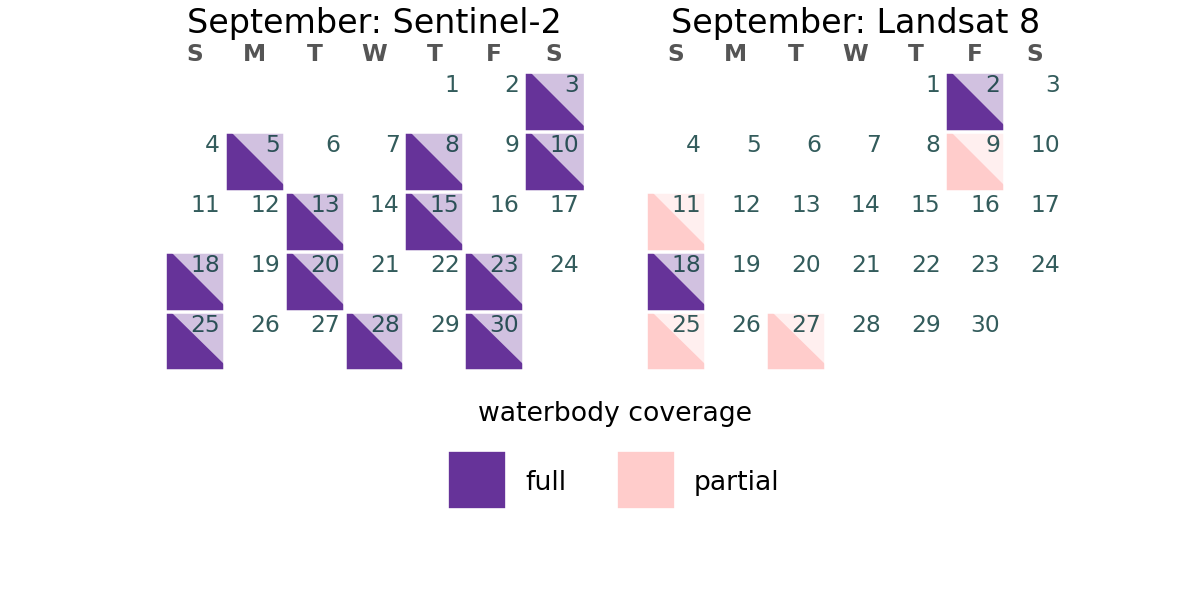 September: Sentinel-2
S M T W T F S
1 2 3
4 5 6 7 8 9 10
11 12 13 14 15 16 17
18 19 20 21 22 23 24
25 26 27 28 29 30
September: Landsat 8
S M T W T F S
1 2 3
4 5 6 7 8 9 10
11 12 13 14 15 16 17
18 19 20 21 22 23 24
25 26 27 28 29 30
waterbody coverage
full partial